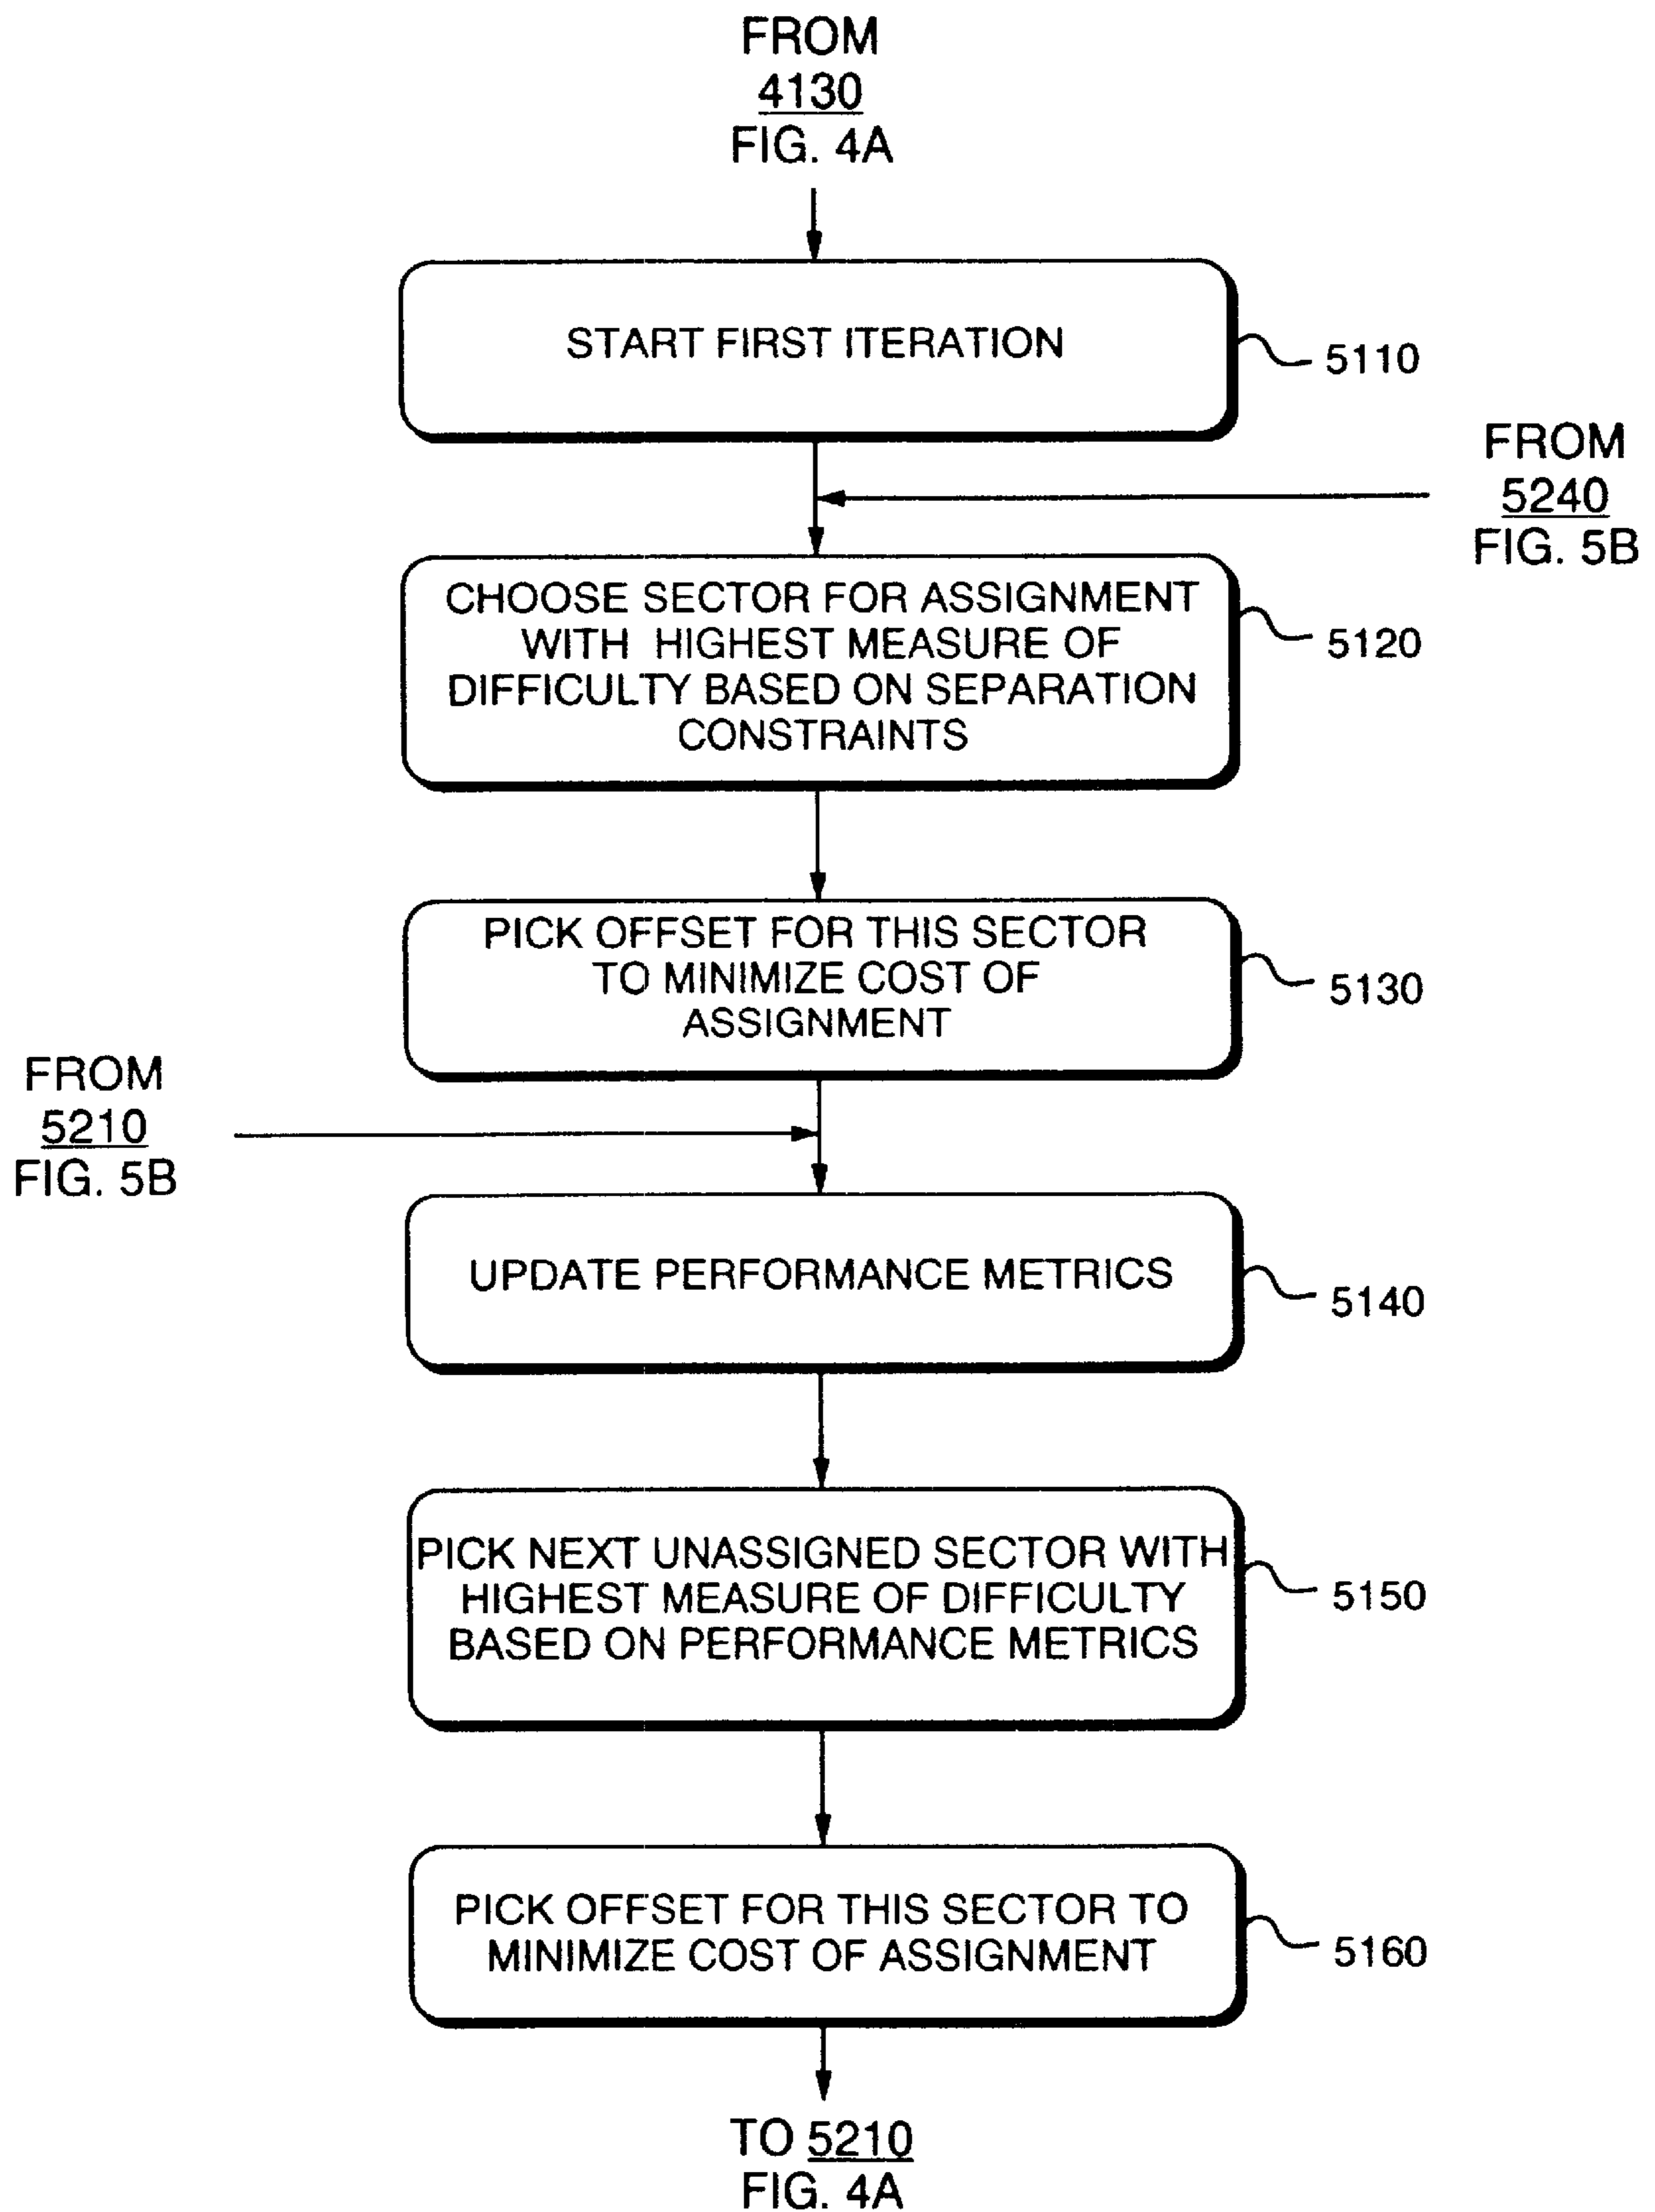 FROM
4130
FIG. 4A
START FIRST ITERATION
5110
FROM
5240
FIG. 5B
CHOOSE SECTOR FOR ASSIGNMENT
WITH HIGHEST MEASURE OF
DIFFICULTY BASED ON SEPARATION
CONSTRAINTS
5120
PICK OFFSET FOR THIS SECTOR
TO MINIMIZE COST OF
ASSIGNMENT
5130
FROM
5210
FIG. 5B
UPDATE PERFORMANCE METRICS
5140
PICK NEXT UNASSIGNED SECTOR WITH
HIGHEST MEASURE OF DIFFICULTY
BASED ON PERFORMANCE METRICS
5150
PICK OFFSET FOR THIS SECTOR TO
MINIMIZE COST OF ASSIGNMENT
5160
TO 5210
FIG. 4A